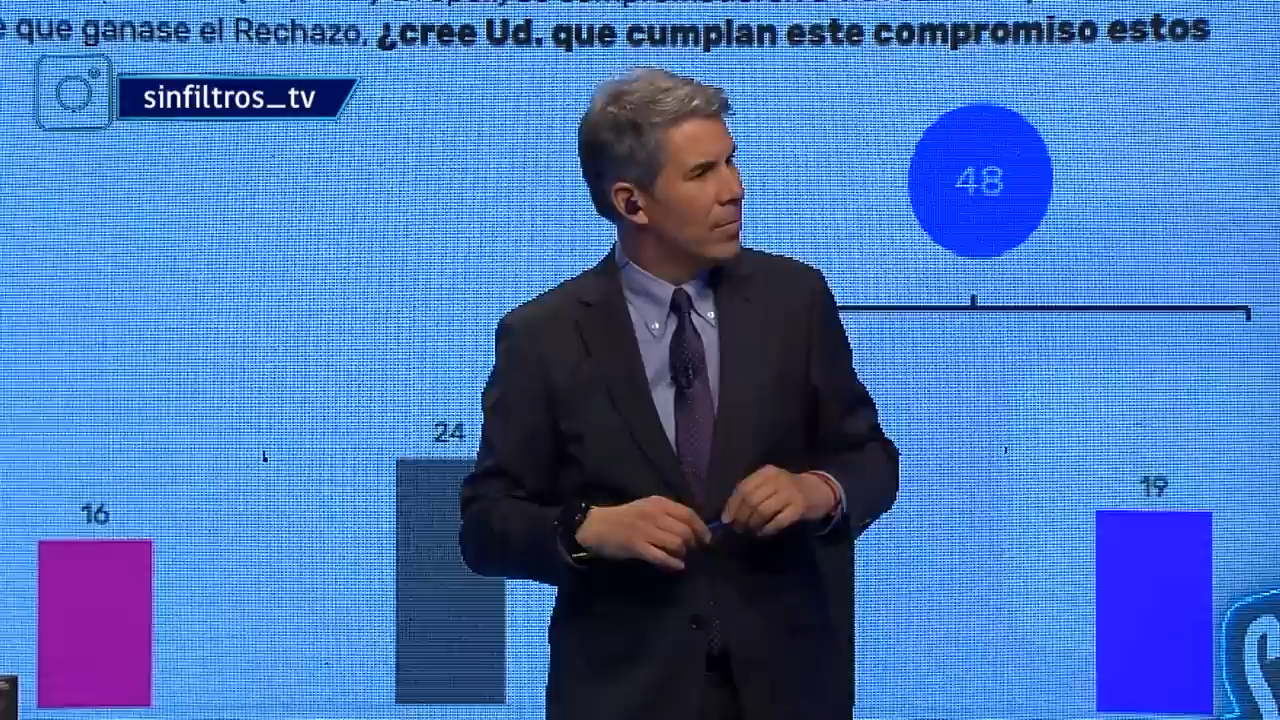 que ganase el Rechazo, ¿cree Ud. que cumplan este compromiso estos
sinfiltros_tv
48
24
19
16